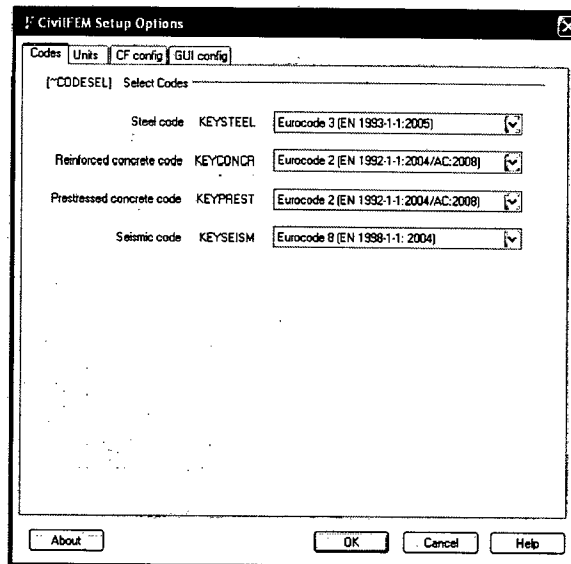 CivilFEM Setup Options
Codes Units CF config GUI config
[~CODESEL] Select Codes
Steel code KEYSTEEL Eurocode 3 (EN 1993-1-1:2005)
Reinforced concrete code KEYCONCR Eurocode 2 (EN 1992-1-1:2004/AC:2008)
Prestressed concrete code KEYPREST Eurocode 2 (EN 1992-1-1:2004/AC:2008)
Seismic code KEYSEISM Eurocode 8 (EN 1998-1-1: 2004)
About OK Cancel Help